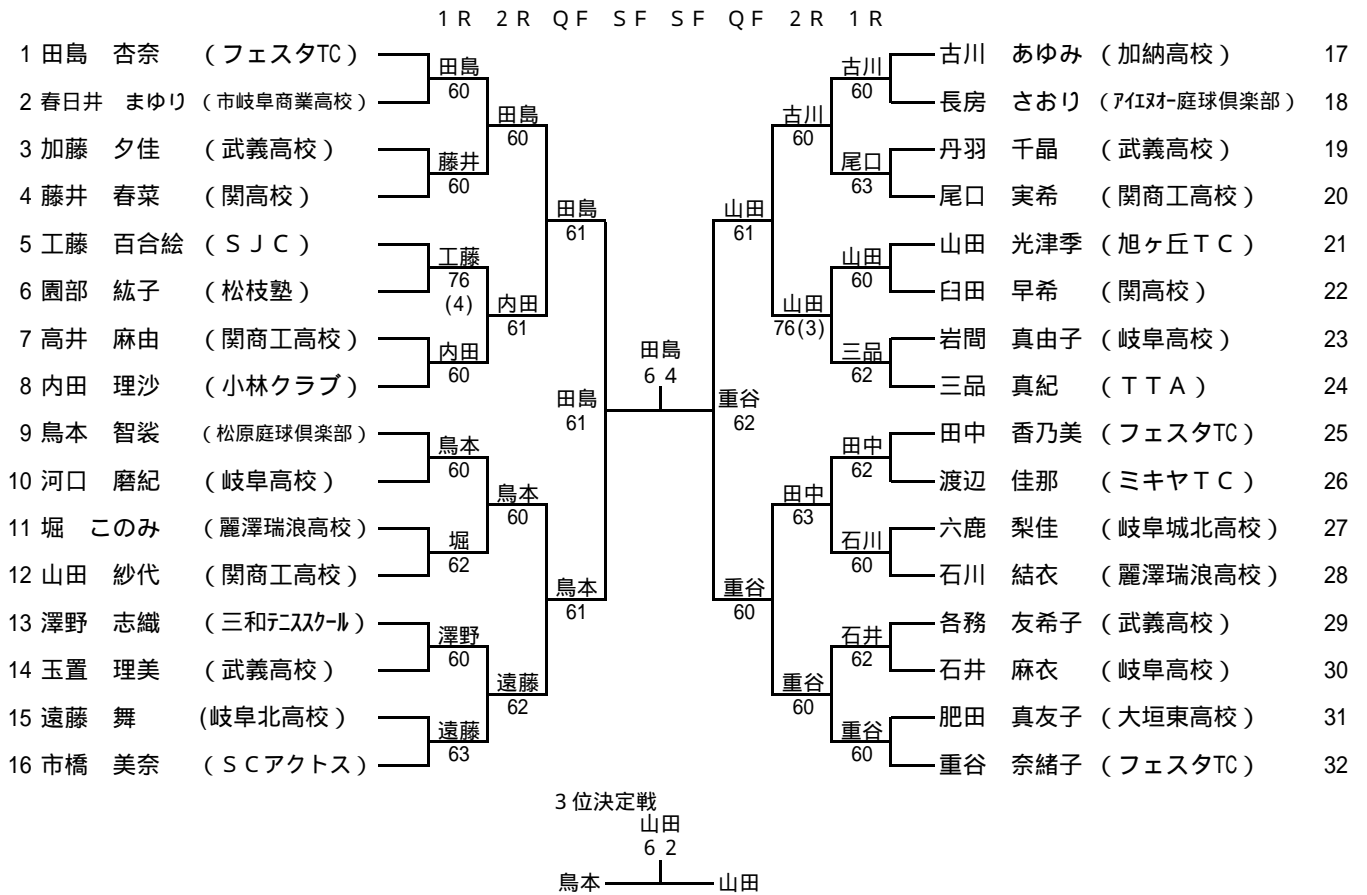 1R 2R QF SF SF QF 2R 1R
1 田島 杏奈 (フェスタTC) 古川 あゆみ (加納高校) 17
田島 古川
60 60
2 春日井 まゆり (市岐阜商業高校) 長房 さおり (アイエヌオー庭球倶楽部) 18
田島 古川
60 60
3 加藤 夕佳 (武義高校) 丹羽 千晶 (武義高校) 19
藤井 尾口
60 63
4 藤井 春菜 (関高校) 尾口 実希 (関商工高校) 20
田島 山田
61 61
5 工藤 百合絵 (SJC) 山田 光津季 (旭ヶ丘TC) 21
工藤 山田
76 60
(4)
6 園部 紘子 (松枝塾) 臼田 早希 (関高校) 22
内田 山田
61 76(3)
7 高井 麻由 (関商工高校) 岩間 真由子 (岐阜高校) 23
内田 田島 三品
60 64 62
8 内田 理沙 (小林クラブ) 三品 真紀 (TTA) 24
田島 重谷
61 62
9 鳥本 智裟 (松原庭球倶楽部) 田中 香乃美 (フェスタTC) 25
鳥本 田中
60 62
10 河口 磨紀 (岐阜高校) 渡辺 佳那 (ミキヤTC) 26
鳥本 田中
60 63
11 堀 このみ (麗澤瑞浪高校) 六鹿 梨佳 (岐阜城北高校) 27
堀 石川
62 60
12 山田 紗代 (関商工高校) 石川 結衣 (麗澤瑞浪高校) 28
鳥本 重谷
61 60
13 澤野 志織 (三和テニススクール) 各務 友希子 (武義高校) 29
澤野 石井
60 62
14 玉置 理美 (武義高校) 石井 麻衣 (岐阜高校) 30
遠藤 重谷
62 60
15 遠藤 舞 (岐阜北高校) 肥田 真友子 (大垣東高校) 31
遠藤 重谷
63 60
16 市橋 美奈 (SCアクトス) 重谷 奈緒子 (フェスタTC) 32
3位決定戦
山田
62
鳥本 山田